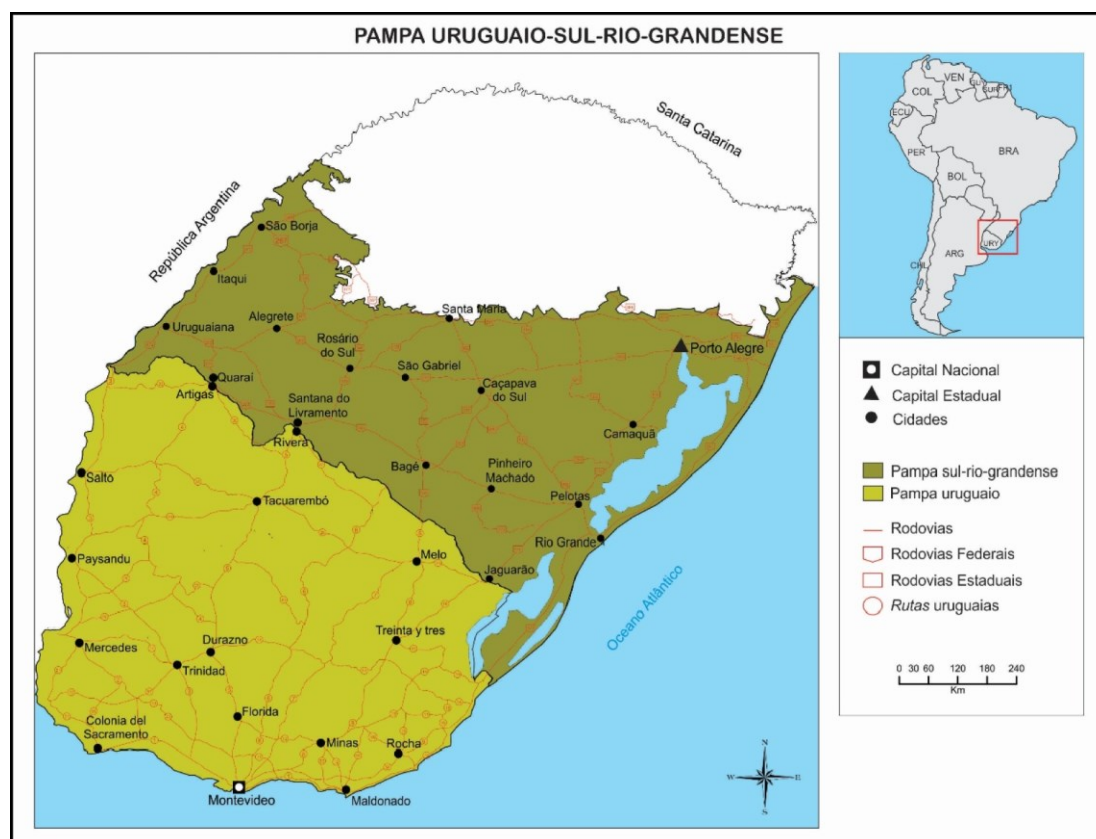 PAMPA URUGUAIO-SUL-RIO-GRANDENSE
Santa Catarina
República Argentina
São Borja
Itaqui
Uruguaiana
Alegrete
Rosário
do Sul
Santa Maria
São Gabriel
Caçapava
do Sul
Porto Alegre
Quaraí
Artigas
Santana do
Livramento
Rivera
Camaquã
Bagé
Pinheiro
Machado
Pelotas
Rio Grande
Jaguarão
Salto
Tacuarembó
Paysandu
Melo
Treinta y tres
Mercedes
Durazno
Trinidad
Florida
Colonia del
Sacramento
Minas
Rocha
Montevideo
Maldonado
Oceano Atlântico
N
W
E
S
VEN
COL
SUR
ECU
PER
BRA
BOL
ARG
URY
CHL
Capital Nacional
Capital Estadual
Cidades
Pampa sul-rio-grandense
Pampa uruguaio
Rodovias
Rodovias Federais
Rodovias Estaduais
Rutas uruguaias
0 30 60 120 180 240
Km